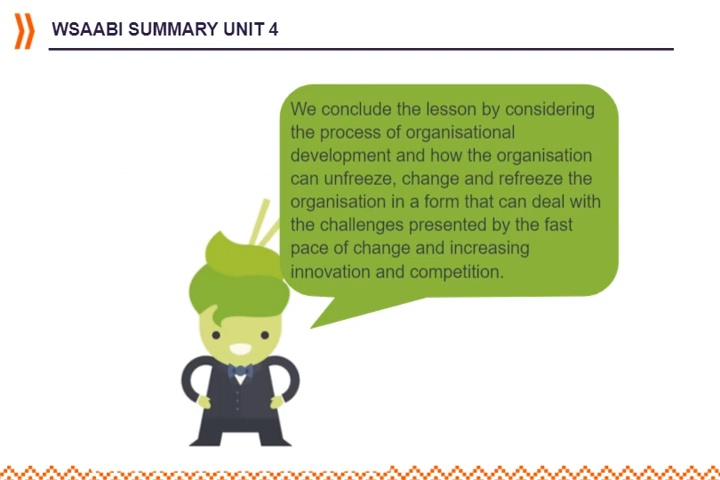 WSAABI SUMMARY UNIT 4
We conclude the lesson by considering
the process of organisational
development and how the organisation
can unfreeze, change and refreeze the
organisation in a form that can deal with
the challenges presented by the fast
pace of change and increasing
innovation and competition.